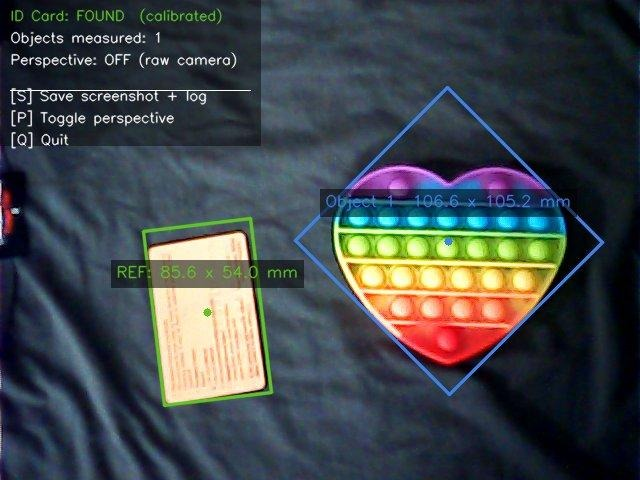 ID Card: FOUND (calibrated)
Objects measured: 1
Perspective: OFF (raw camera)
[S] Save screenshot + log
[P] Toggle perspective
[Q] Quit
Object 1 106.6 x 105.2 mm
REF: 85.6 x 54.0 mm